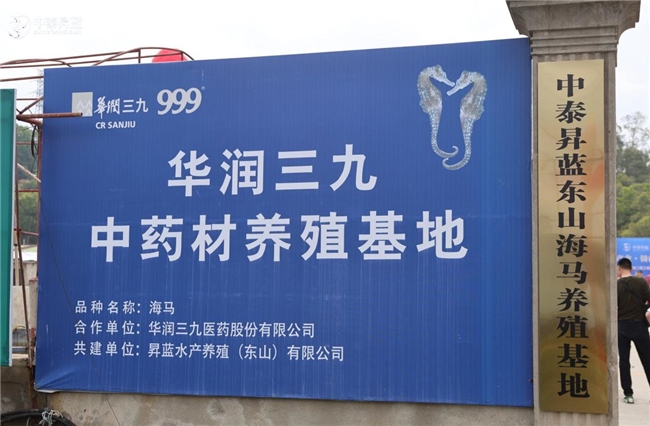 华润三九 999®
CR SANJIU
华润三九
中药材养殖基地
品种名称：海马
合作单位：华润三九医药股份有限公司
共建单位：昇蓝水产养殖（东山）有限公司
中泰昇蓝东山海马养殖基地